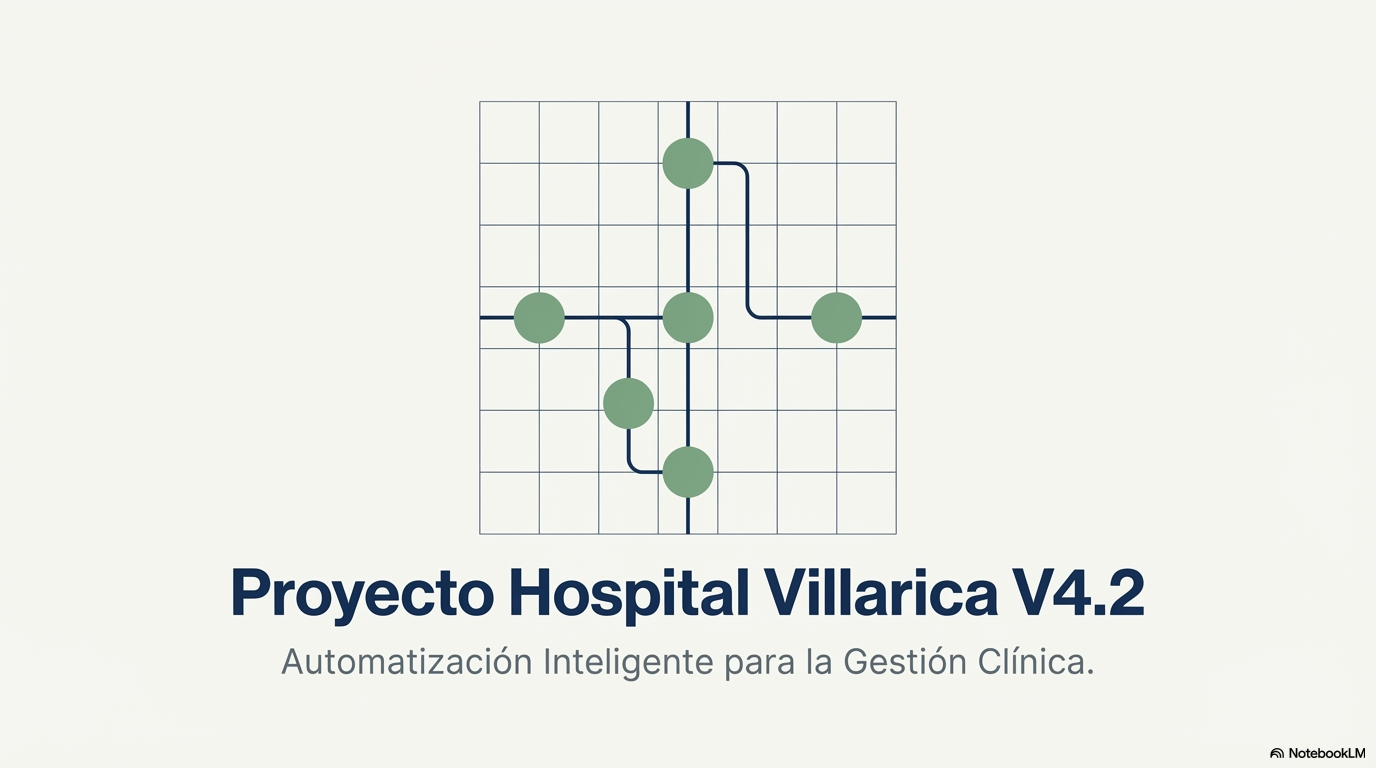 Proyecto Hospital Villarica V4.2
Automatización Inteligente para la Gestión Clínica.
NotebookLM